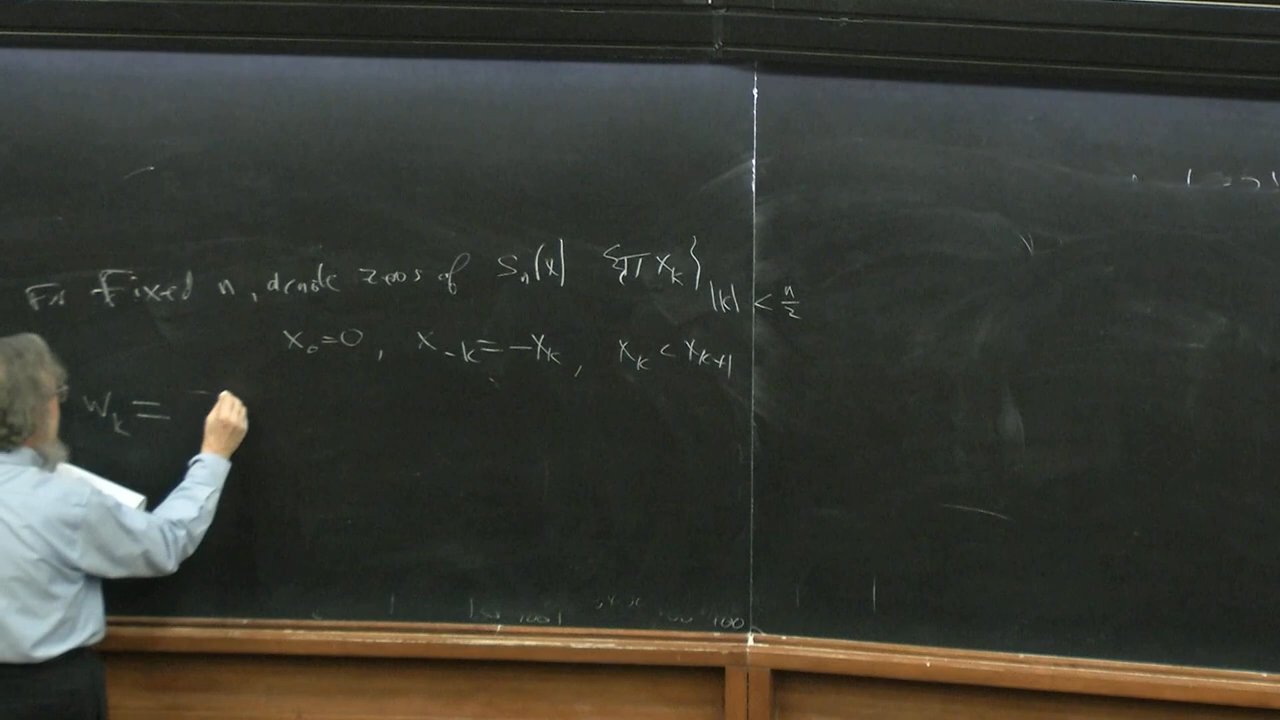 For Fixed n, denote zeros of Sₙ(x) {πxₖ}|k| < n/2
x₀=0, x₋ₖ=-xₖ, xₖ < xₖ₊₁
wₖ =